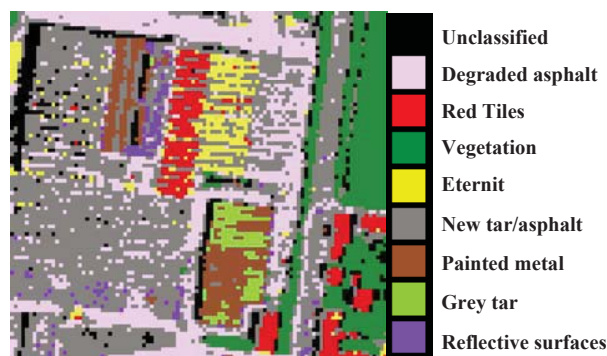 Unclassified
Degraded asphalt
Red Tiles
Vegetation
Eternit
New tar/asphalt
Painted metal
Grey tar
Reflective surfaces